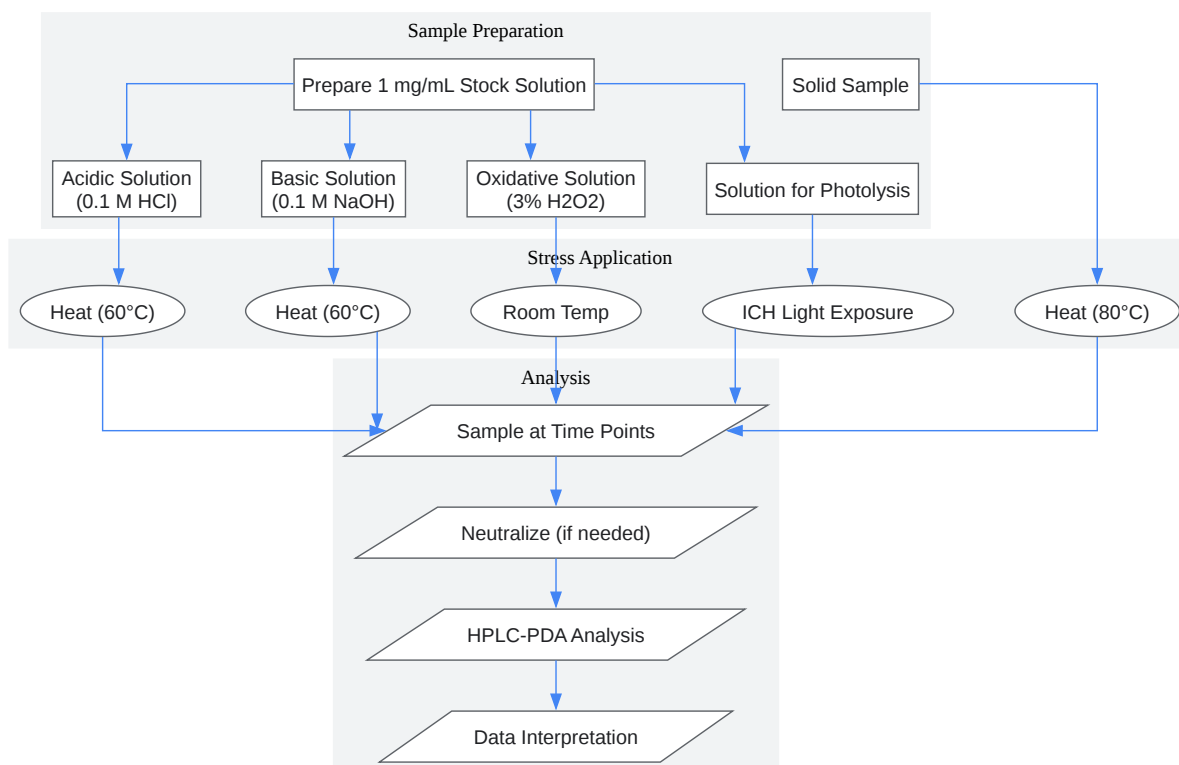 Sample Preparation
Prepare 1 mg/mL Stock Solution
Solid Sample
Acidic Solution
(0.1 M HCl)
Basic Solution
(0.1 M NaOH)
Oxidative Solution
(3% H2O2)
Solution for Photolysis
Stress Application
Heat (60°C)
Heat (60°C)
Room Temp
ICH Light Exposure
Heat (80°C)
Analysis
Sample at Time Points
Neutralize (if needed)
HPLC-PDA Analysis
Data Interpretation